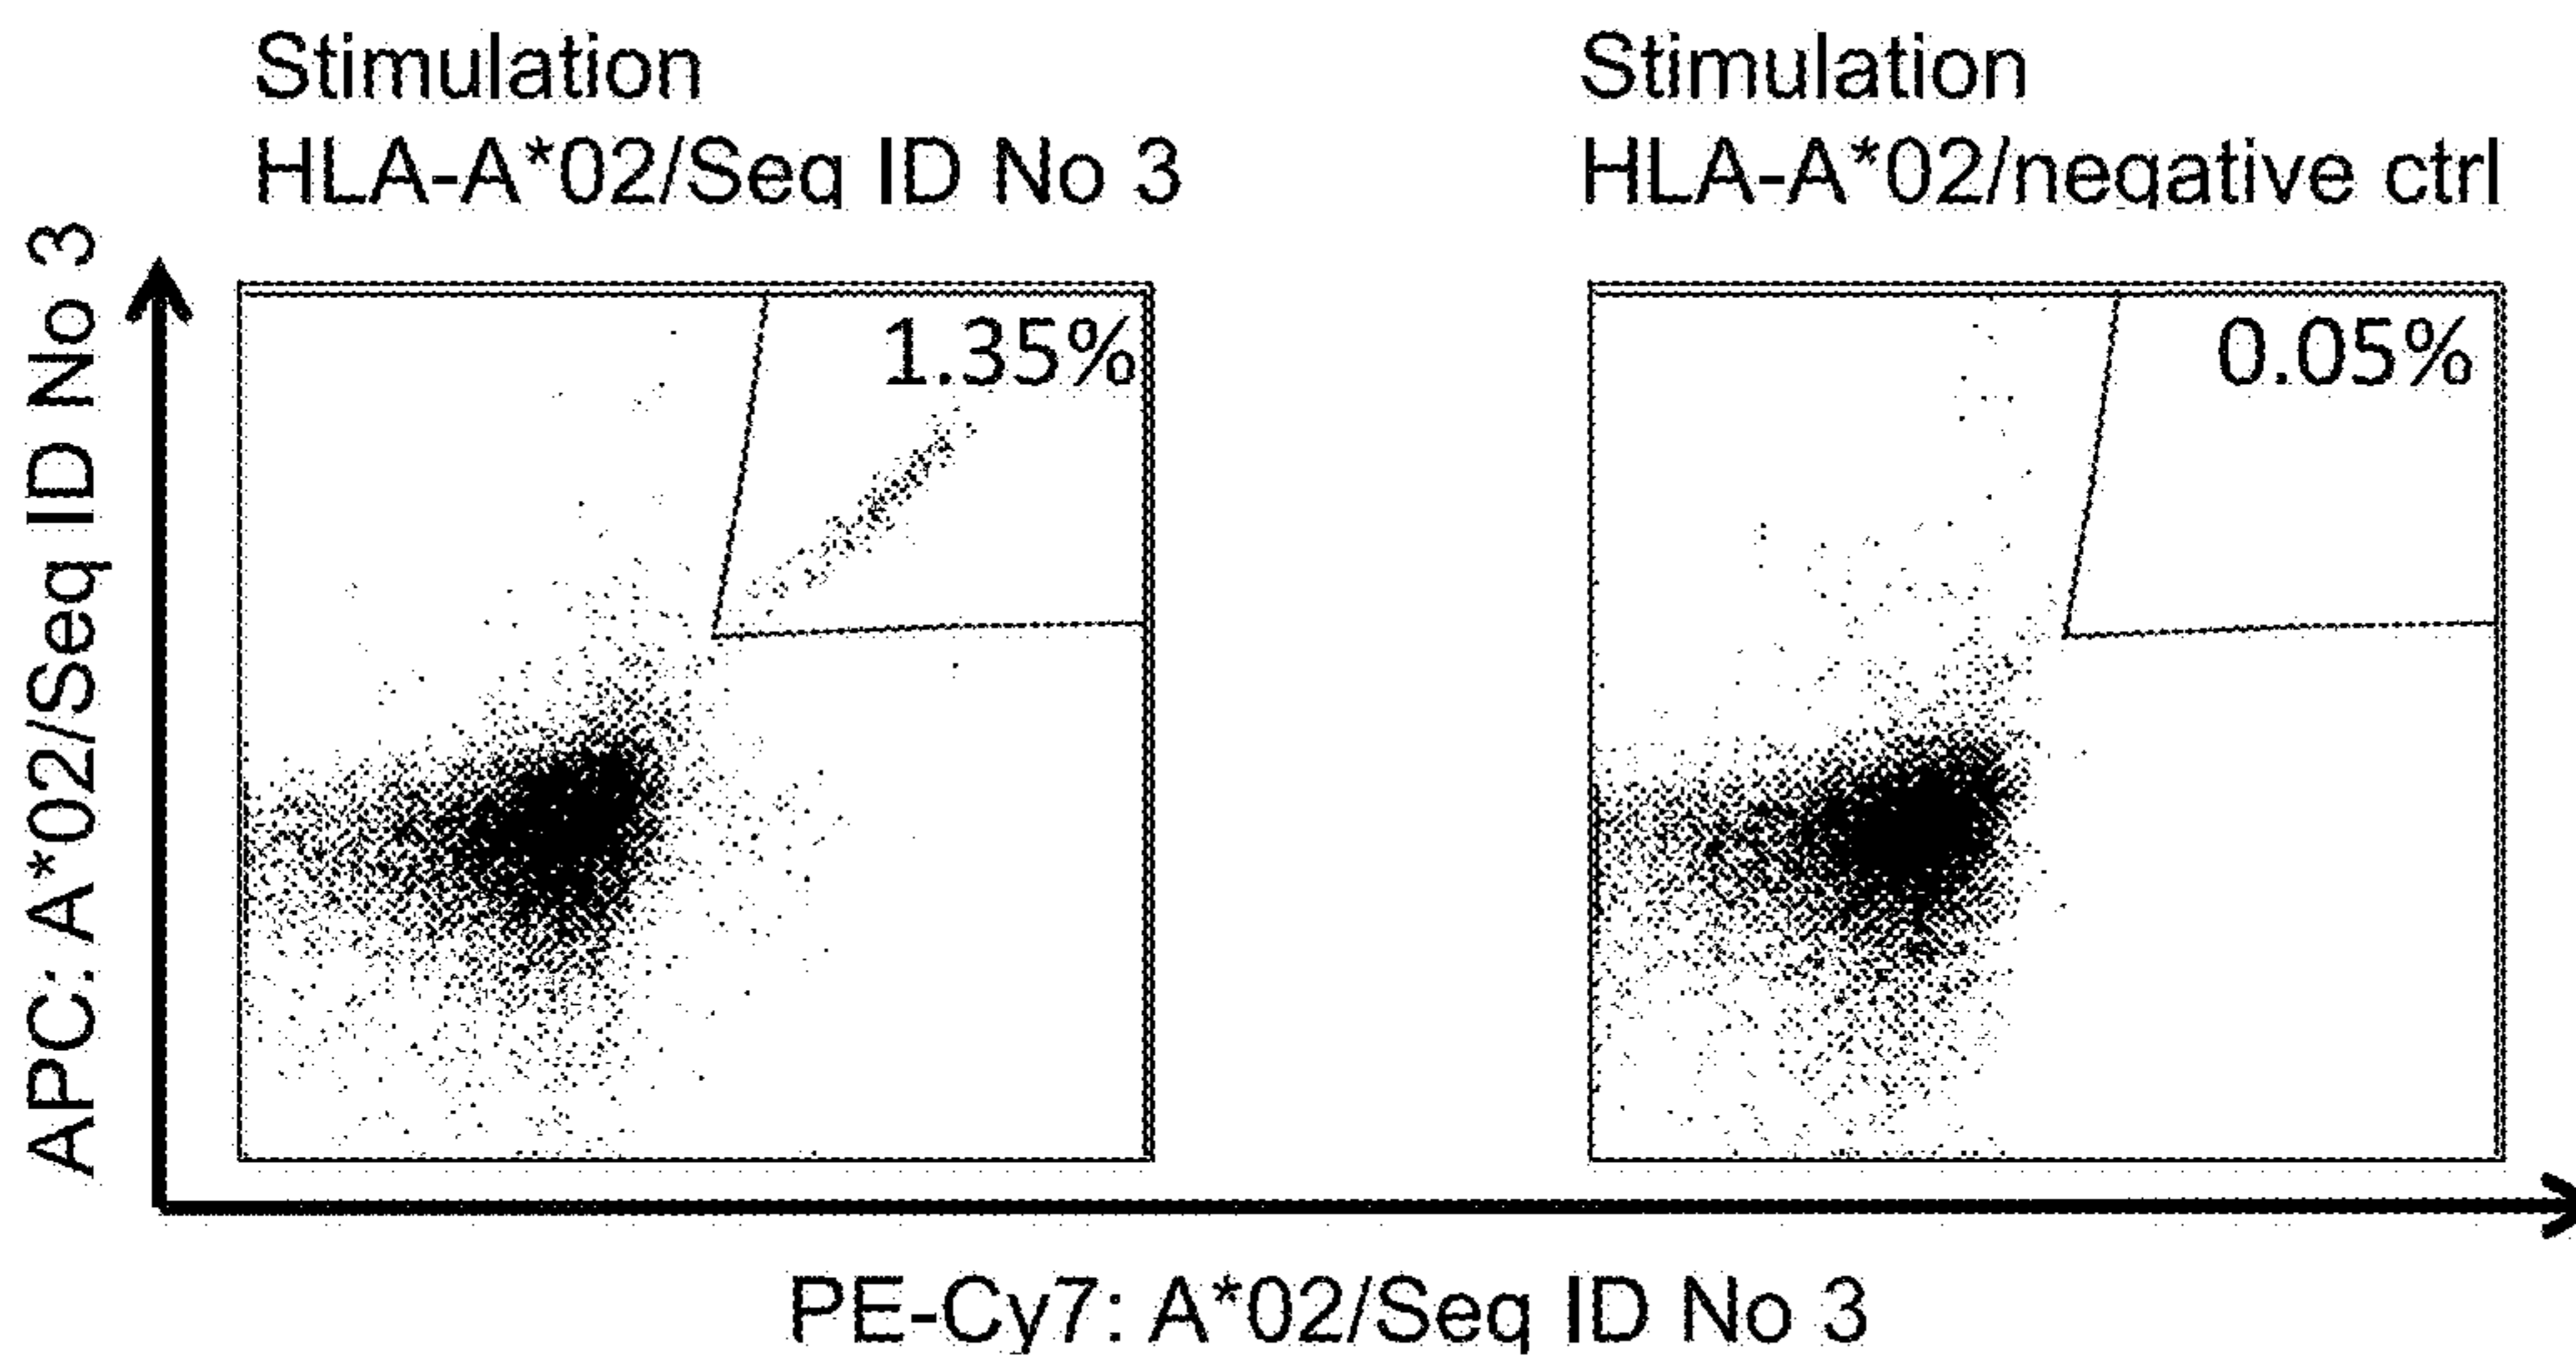 Stimulation
HLA-A*02/Seq ID No 3
Stimulation
HLA-A*02/negative ctrl
APC: A*02/Seq ID No 3
1.35%
0.05%
PE-Cy7: A*02/Seq ID No 3